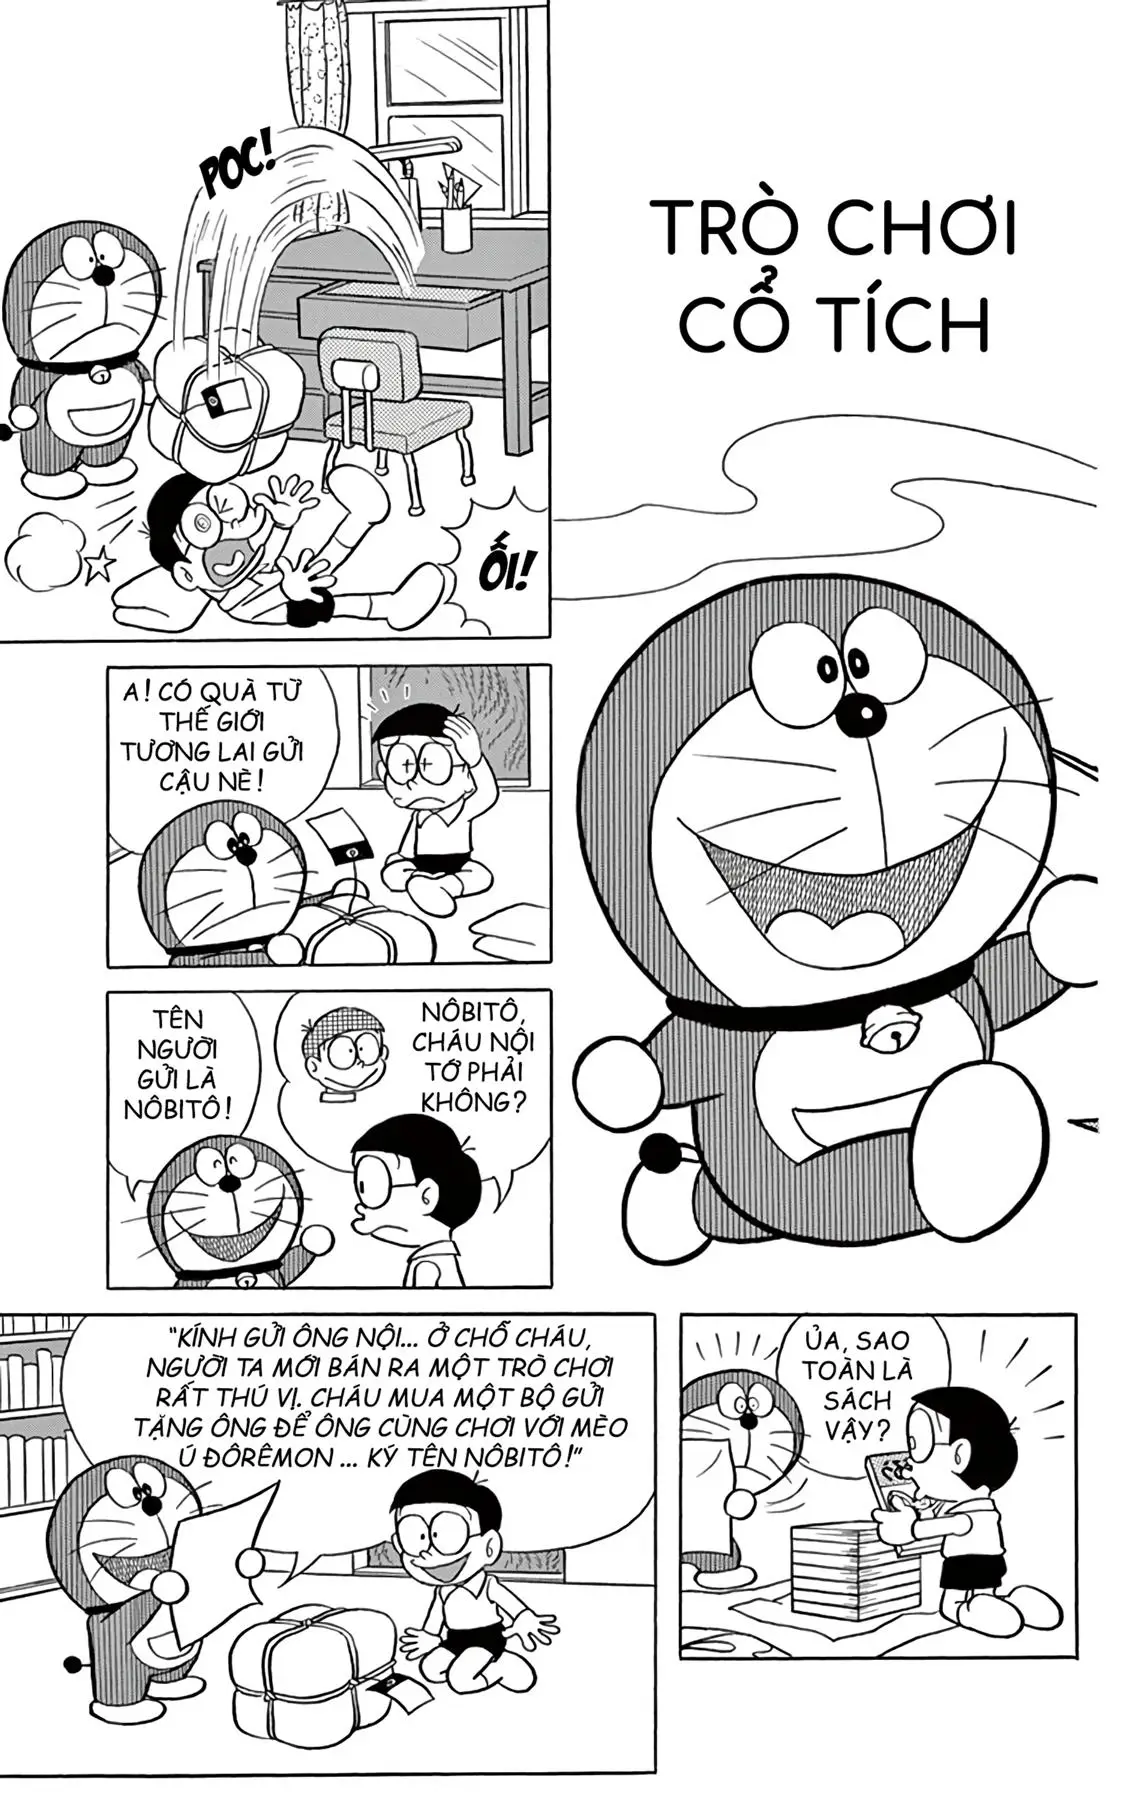 TRÒ CHƠI
CỔ TÍCH
POC!
ỐI!
A! CÓ QUÀ TỪ
THẾ GIỚI
TƯƠNG LAI GỬI
CẬU NÈ!
TÊN
NGƯỜI
GỬI LÀ
NÔBITÔ!
NÔBITÔ,
CHÁU NỘI
TỚ PHẢI
KHÔNG?
"KÍNH GỬI ÔNG NỘI... Ở CHỖ CHÁU,
NGƯỜI TA MỚI BÁN RA MỘT TRÒ CHƠI
RẤT THÚ VỊ. CHÁU MUA MỘT BỘ GỬI
TẶNG ÔNG ĐỂ ÔNG CÙNG CHƠI VỚI MÈO
Ú ĐÔRÊMON ... KÝ TÊN NÔBITÔ!"
ỦA, SAO
TOÀN LÀ
SÁCH
VẬY?